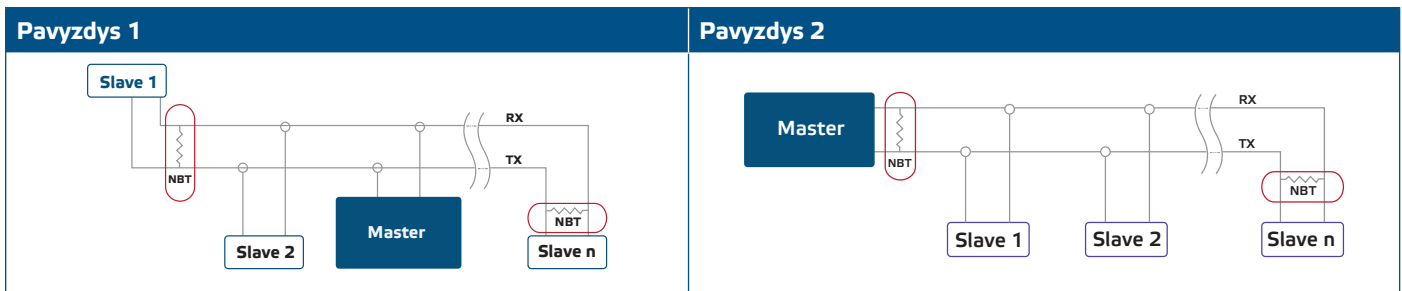 Pavyzdys 1
Slave 1
RX
TX
NBT
Slave 2
Master
NBT
Slave n
Pavyzdys 2
Master
RX
TX
NBT
NBT
Slave 1
Slave 2
Slave n